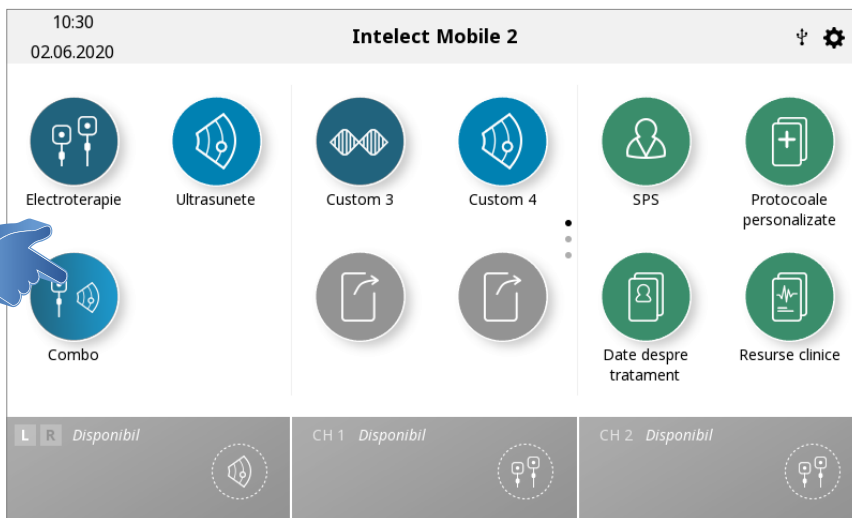 10:30
02.06.2020
Intelect Mobile 2
Electroterapie
Ultrasunete
Custom 3
Custom 4
SPS
Protocoale
personalizate
Combo
Date despre
tratament
Resurse clinice
L R Disponibil
CH 1 Disponibil
CH 2 Disponibil